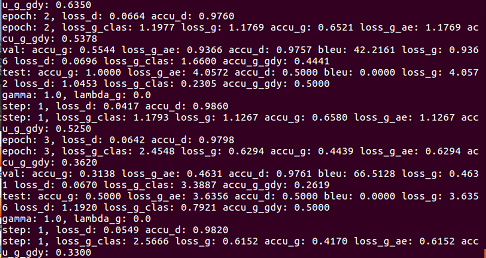 u_g_gdy: 0.6350
epoch: 2, loss_d: 0.0664 accu_d: 0.9760
epoch: 2, loss_g_clas: 1.1977 loss_g: 1.1769 accu_g: 0.6521 loss_g_ae: 1.1769 ac
cu_g_gdy: 0.5378
val: accu_g: 0.5544 loss_g_ae: 0.9366 accu_d: 0.9757 bleu: 42.2161 loss_g: 0.936
6 loss_d: 0.0696 loss_g_clas: 1.6600 accu_g_gdy: 0.4441
test: accu_g: 1.0000 loss_g_ae: 4.0572 accu_d: 0.5000 bleu: 0.0000 loss_g: 4.057
2 loss_d: 1.0453 loss_g_clas: 0.2305 accu_g_gdy: 0.5000
gamma: 1.0, lambda_g: 0.0
step: 1, loss_d: 0.0417 accu_d: 0.9860
step: 1, loss_g_clas: 1.1793 loss_g: 1.1267 accu_g: 0.6580 loss_g_ae: 1.1267 acc
u_g_gdy: 0.5250
epoch: 3, loss_d: 0.0642 accu_d: 0.9798
epoch: 3, loss_g_clas: 2.4548 loss_g: 0.6294 accu_g: 0.4439 loss_g_ae: 0.6294 ac
cu_g_gdy: 0.3620
val: accu_g: 0.3138 loss_g_ae: 0.4631 accu_d: 0.9761 bleu: 66.5128 loss_g: 0.463
1 loss_d: 0.0670 loss_g_clas: 3.3887 accu_g_gdy: 0.2619
test: accu_g: 0.5000 loss_g_ae: 3.6356 accu_d: 0.5000 bleu: 0.0000 loss_g: 3.635
6 loss_d: 1.1920 loss_g_clas: 0.7921 accu_g_gdy: 0.5000
gamma: 1.0, lambda_g: 0.0
step: 1, loss_d: 0.0549 accu_d: 0.9820
step: 1, loss_g_clas: 2.5666 loss_g: 0.6152 accu_g: 0.4170 loss_g_ae: 0.6152 acc
u_g_gdy: 0.3300